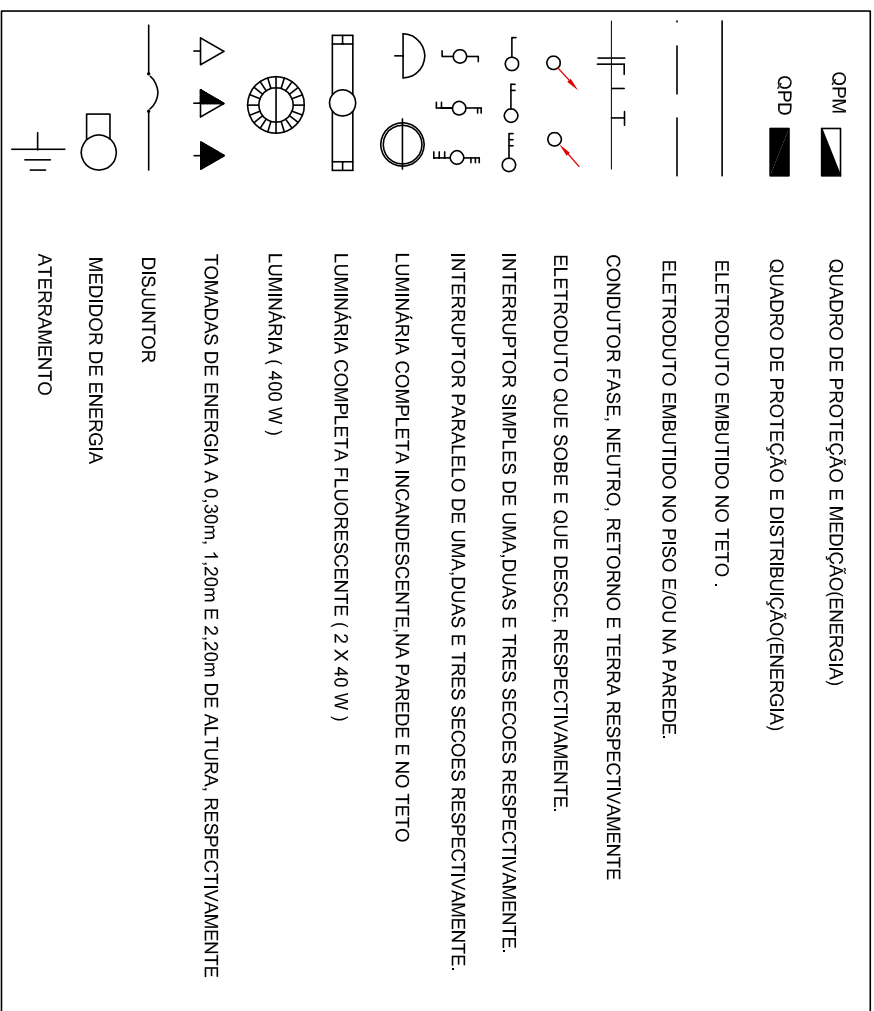 QPM QUADRO DE PROTEÇÃO E MEDIÇÃO(ENERGIA)
QPD QUADRO DE PROTEÇÃO E DISTRIBUIÇÃO(ENERGIA)
ELETRODUTO EMBUTIDO NO TETO .
ELETRODUTO EMBUTIDO NO PISO E/OU NA PAREDE.
CONDUTOR FASE, NEUTRO, RETORNO E TERRA RESPECTIVAMENTE
ELETRODUTO QUE SOBE E QUE DESCE, RESPECTIVAMENTE.
INTERRUPTOR SIMPLES DE UMA,DUAS E TRES SECOES RESPECTIVAMENTE.
INTERRUPTOR PARALELO DE UMA,DUAS E TRES SECOES RESPECTIVAMENTE.
LUMINÁRIA COMPLETA INCANDESCENTE,NA PAREDE E NO TETO
LUMINÁRIA COMPLETA FLUORESCENTE ( 2 X 40 W )
LUMINÁRIA ( 400 W )
TOMADAS DE ENERGIA A 0,30m, 1,20m E 2,20m DE ALTURA, RESPECTIVAMENTE
DISJUNTOR
MEDIDOR DE ENERGIA
ATERRAMENTO